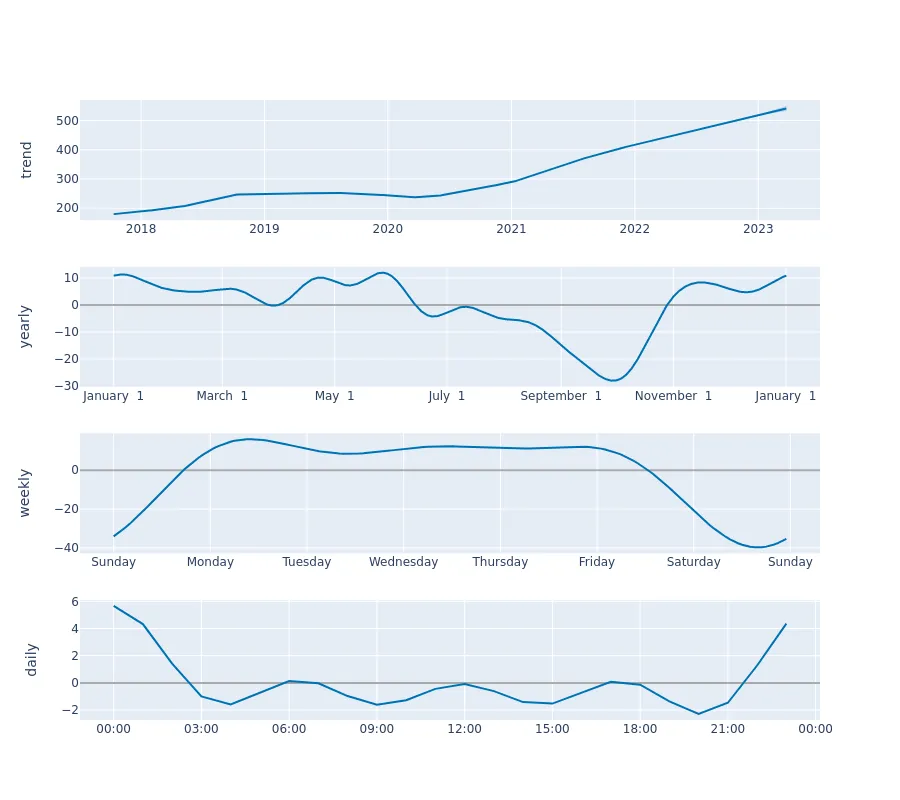 trend
500
400
300
200
2018 2019 2020 2021 2022 2023
yearly
10
0
−10
−20
−30
January 1 March 1 May 1 July 1 September 1 November 1 January 1
weekly
0
−20
−40
Sunday Monday Tuesday Wednesday Thursday Friday Saturday Sunday
daily
6
4
2
0
−2
00:00 03:00 06:00 09:00 12:00 15:00 18:00 21:00 00:00